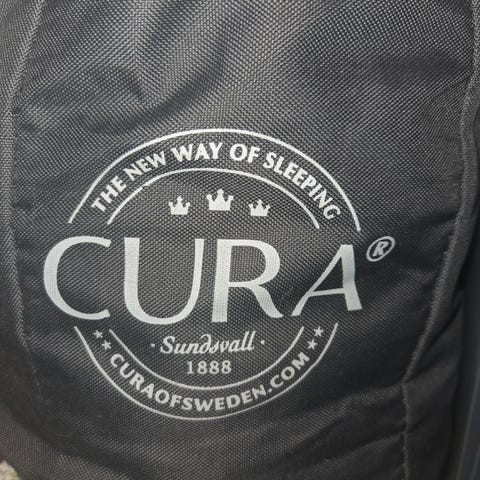 THE NEW WAY OF SLEEPING
CURA®
· Sundsvall ·
1888
CURAOFSWEDEN.COM